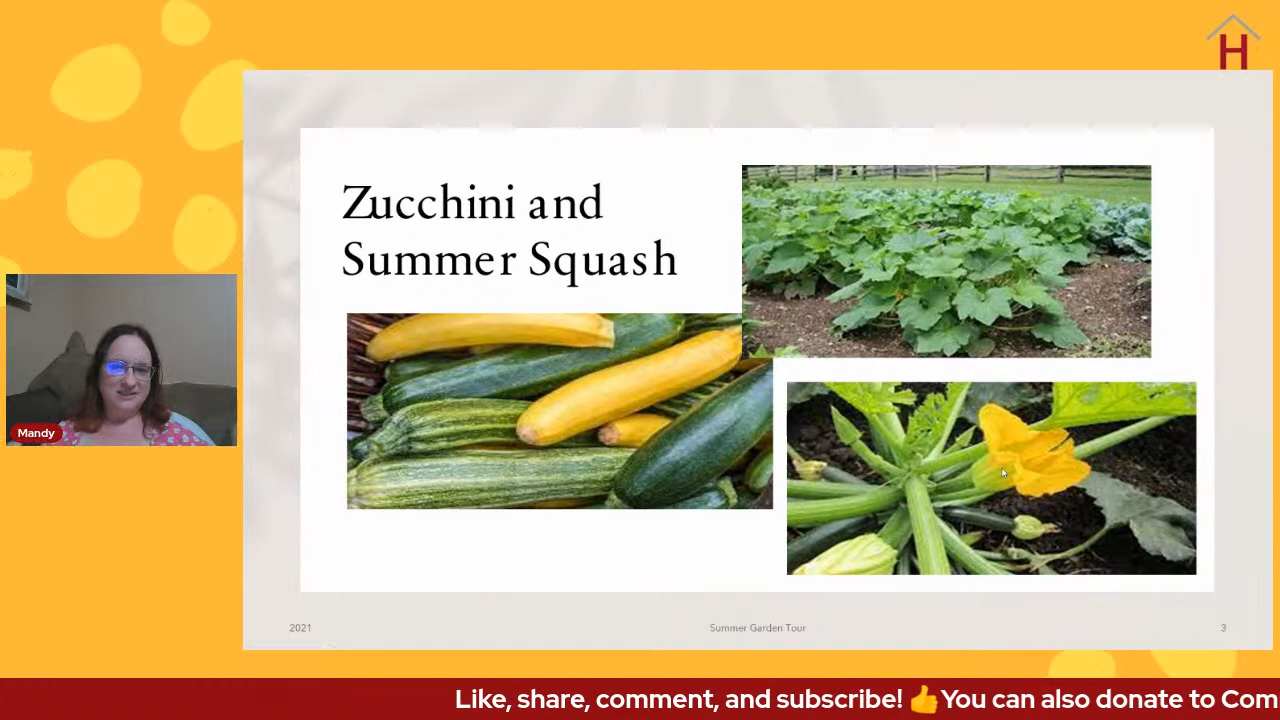 H
Zucchini and
Summer Squash
Mandy
2021
Summer Garden Tour
3
Like, share, comment, and subscribe! 👍You can also donate to Com